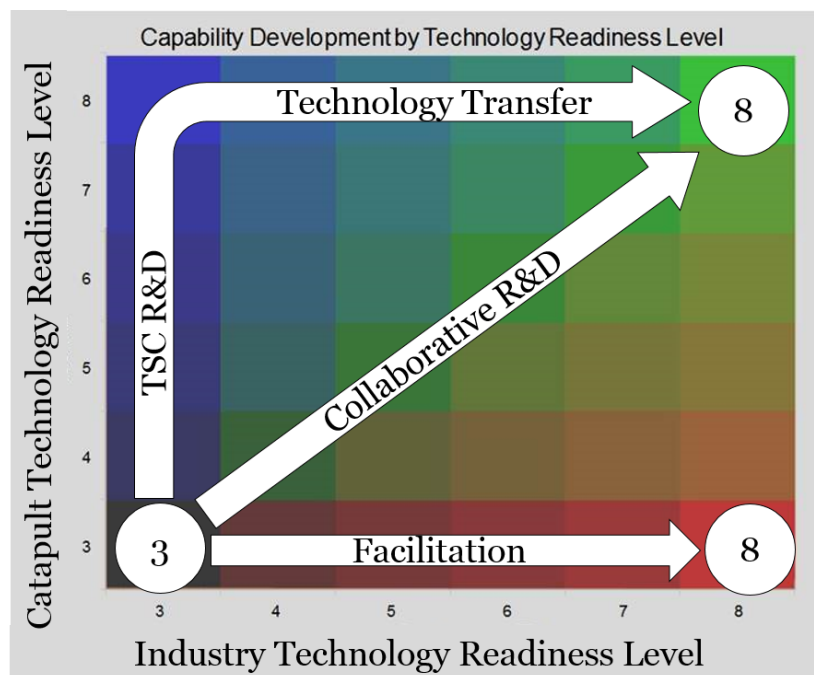 Capability Development by Technology Readiness Level
Catapult Technology Readiness Level
8
7
6
5
4
3
Technology Transfer
8
TSC R&D
Collaborative R&D
3
Facilitation
8
3
4
5
6
7
8
Industry Technology Readiness Level